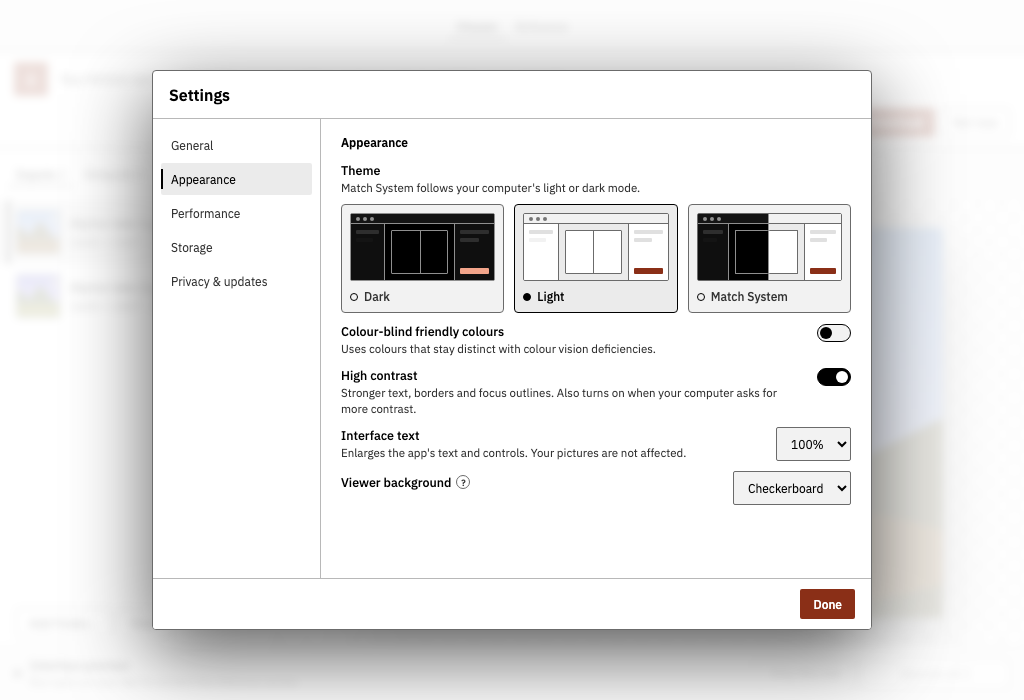 Settings
General
Appearance
Performance
Storage
Privacy & updates
Appearance
Theme
Match System follows your computer's light or dark mode.
Dark
Light
Match System
Colour-blind friendly colours
Uses colours that stay distinct with colour vision deficiencies.
High contrast
Stronger text, borders and focus outlines. Also turns on when your computer asks for
more contrast.
Interface text
Enlarges the app's text and controls. Your pictures are not affected.
100%
Viewer background ?
Checkerboard
Done